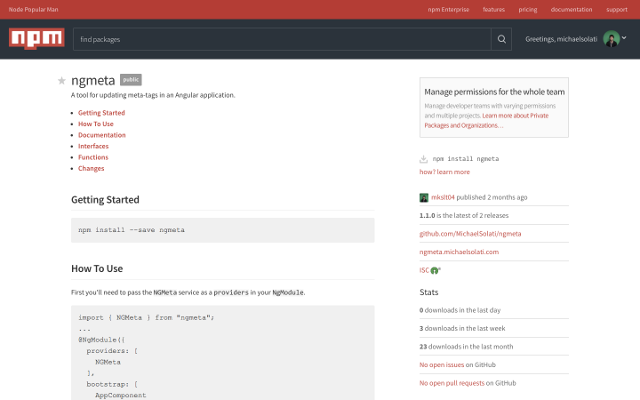 Node Popular Man
npm Enterprise features pricing documentation support
npm
find packages
Greetings, michaelsolati
ngmeta public
A tool for updating meta-tags in an Angular application.
Getting Started
How To Use
Documentation
Interfaces
Functions
Changes
Getting Started
npm install --save ngmeta
How To Use
First you'll need to pass the NGMeta service as a providers in your NgModule.
import { NGMeta } from "ngmeta";
...
@NgModule({
providers: [
NGMeta
],
bootstrap: [
AppComponent
Manage permissions for the whole team
Manage developer teams with varying permissions
and multiple projects. Learn more about Private
Packages and Organizations…
npm install ngmeta
how? learn more
mksit04 published 2 months ago
1.1.0 is the latest of 2 releases
github.com/MichaelSolati/ngmeta
ngmeta.michaelsolati.com
ISC
Stats
0 downloads in the last day
3 downloads in the last week
23 downloads in the last month
No open issues on GitHub
No open pull requests on GitHub